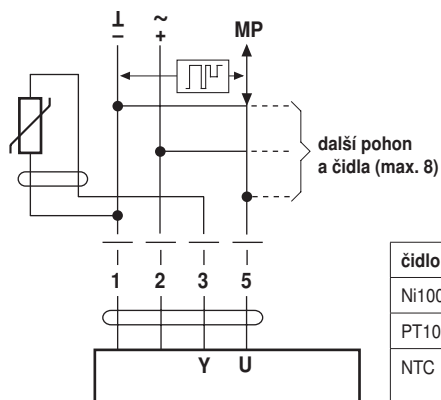 ⊥ ~
– +
MP
další pohon
a čidla (max. 8)
1 2 3 5
Y U
čidlo
Ni100
PT10
NTC